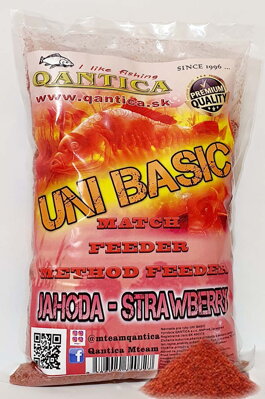 I like fishing
QANTICA
SINCE 1996 ...
www.qantica.sk
PREMIUM
QUALITY
UNI BASIC
MATCH
FEEDER
METHOD FEEDER
JAHODA - STRAWBERRY
@mteamqantica
Qantica Mteam